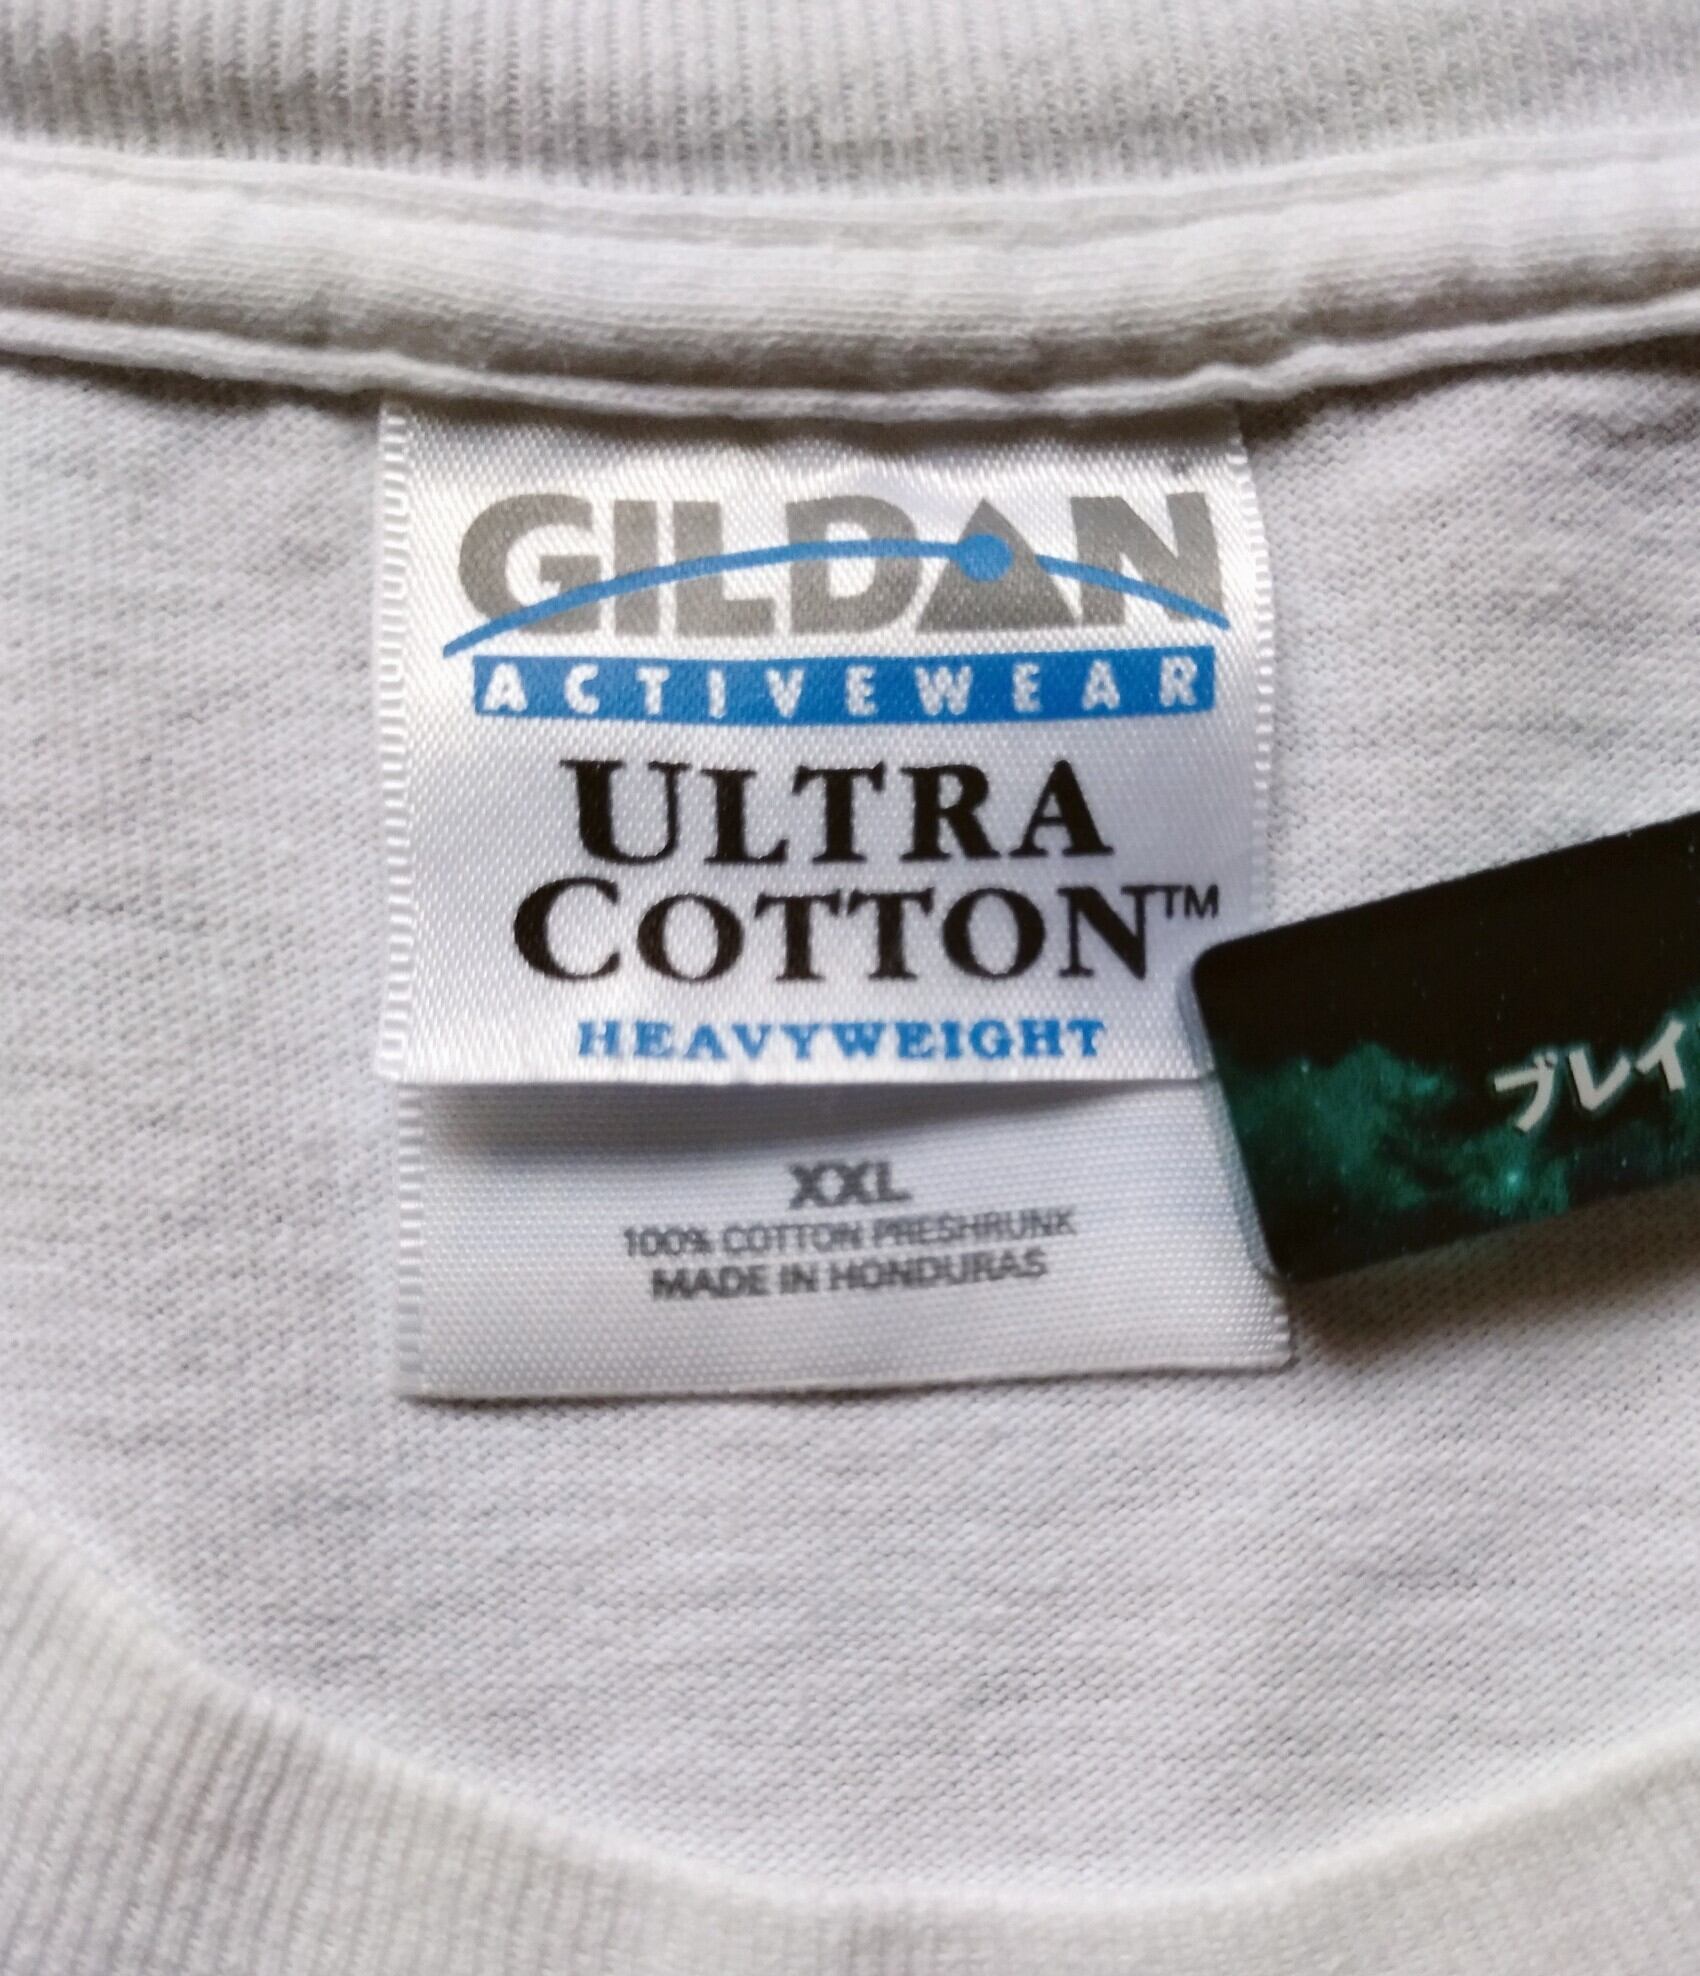 GILDAN
ACTIVEWEAR
ULTRA
COTTON™
HEAVYWEIGHT
XXL
100% COTTON PRESHRUNK
MADE IN HONDURAS
ブレイ